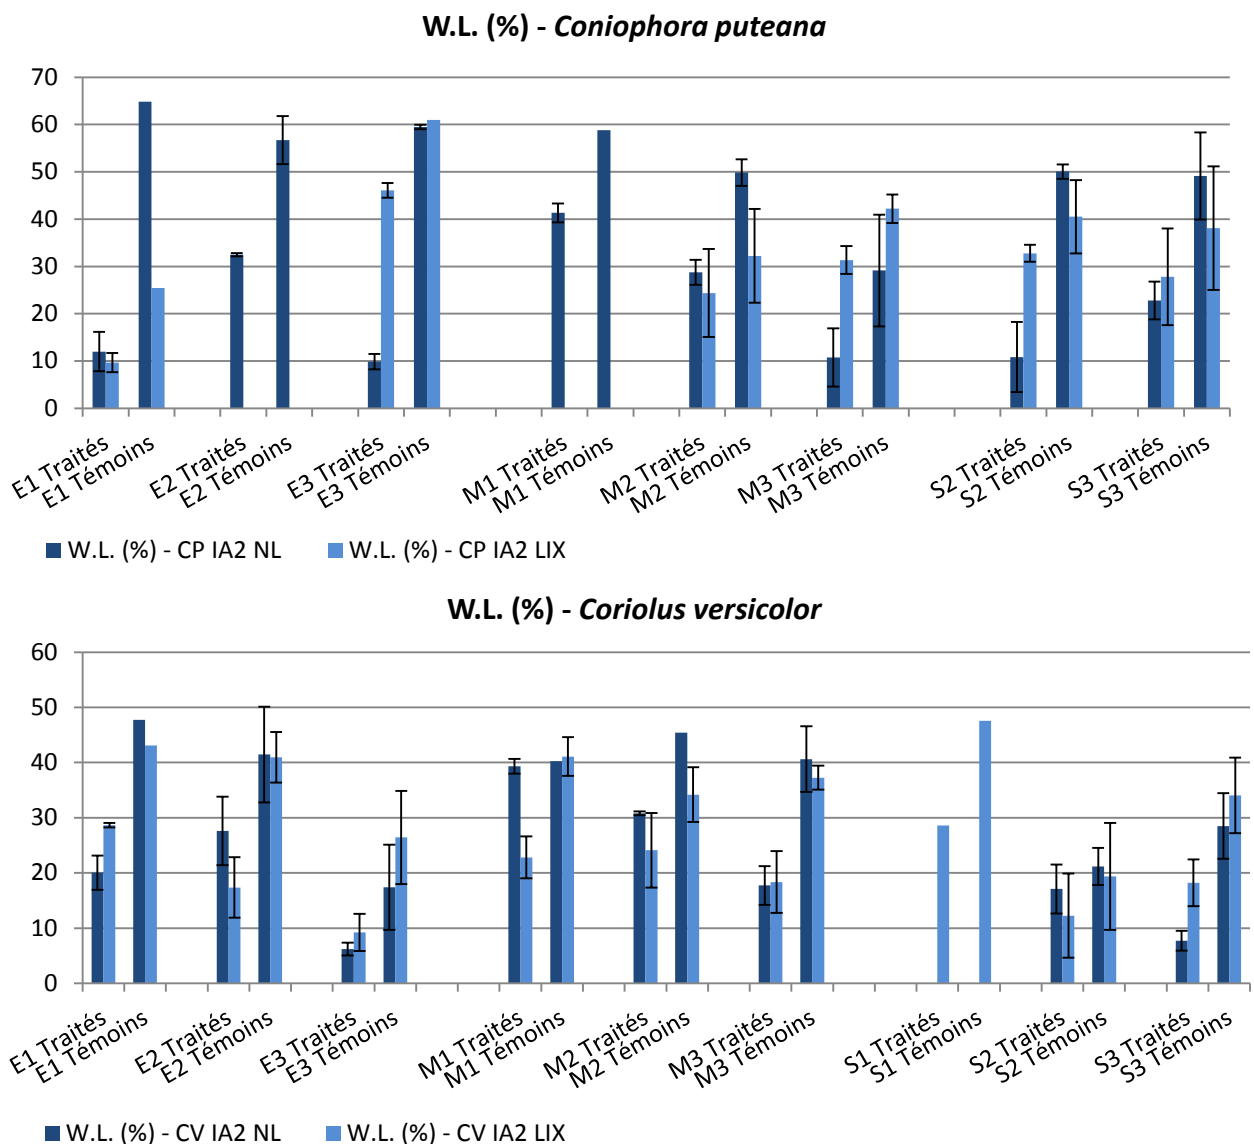 W.L. (%) - Coniophora puteana
70
60
50
40
30
20
10
0
E1 Traités
E1 Témoins
E2 Traités
E2 Témoins
E3 Traités
E3 Témoins
M1 Traités
M1 Témoins
M2 Traités
M2 Témoins
M3 Traités
M3 Témoins
S2 Traités
S2 Témoins
S3 Traités
S3 Témoins
W.L. (%) - CP IA2 NL
W.L. (%) - CP IA2 LIX
W.L. (%) - Coriolus versicolor
60
50
40
30
20
10
0
E1 Traités
E1 Témoins
E2 Traités
E2 Témoins
E3 Traités
E3 Témoins
M1 Traités
M1 Témoins
M2 Traités
M2 Témoins
M3 Traités
M3 Témoins
S1 Traités
S1 Témoins
S2 Traités
S2 Témoins
S3 Traités
S3 Témoins
W.L. (%) - CV IA2 NL
W.L. (%) - CV IA2 LIX